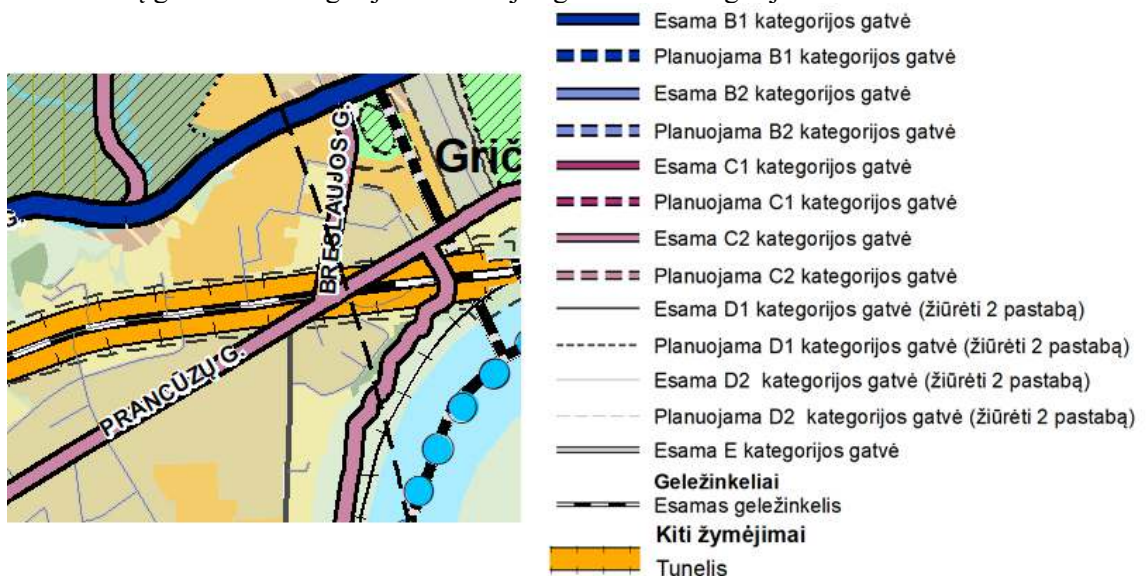 Esama B1 kategorijos gatvė
Planuojama B1 kategorijos gatvė
Esama B2 kategorijos gatvė
Planuojama B2 kategorijos gatvė
Esama C1 kategorijos gatvė
Planuojama C1 kategorijos gatvė
Esama C2 kategorijos gatvė
Planuojama C2 kategorijos gatvė
Esama D1 kategorijos gatvė (žiūrėti 2 pastabą)
Planuojama D1 kategorijos gatvė (žiūrėti 2 pastabą)
Esama D2 kategorijos gatvė (žiūrėti 2 pastabą)
Planuojama D2 kategorijos gatvė (žiūrėti 2 pastabą)
Esama E kategorijos gatvė
Geležinkeliai
Esamas geležinkelis
Kiti žymėjimai
Tunelis
Grič
BRESLAUJOS G.
G.
PRANCŪZŲ G.